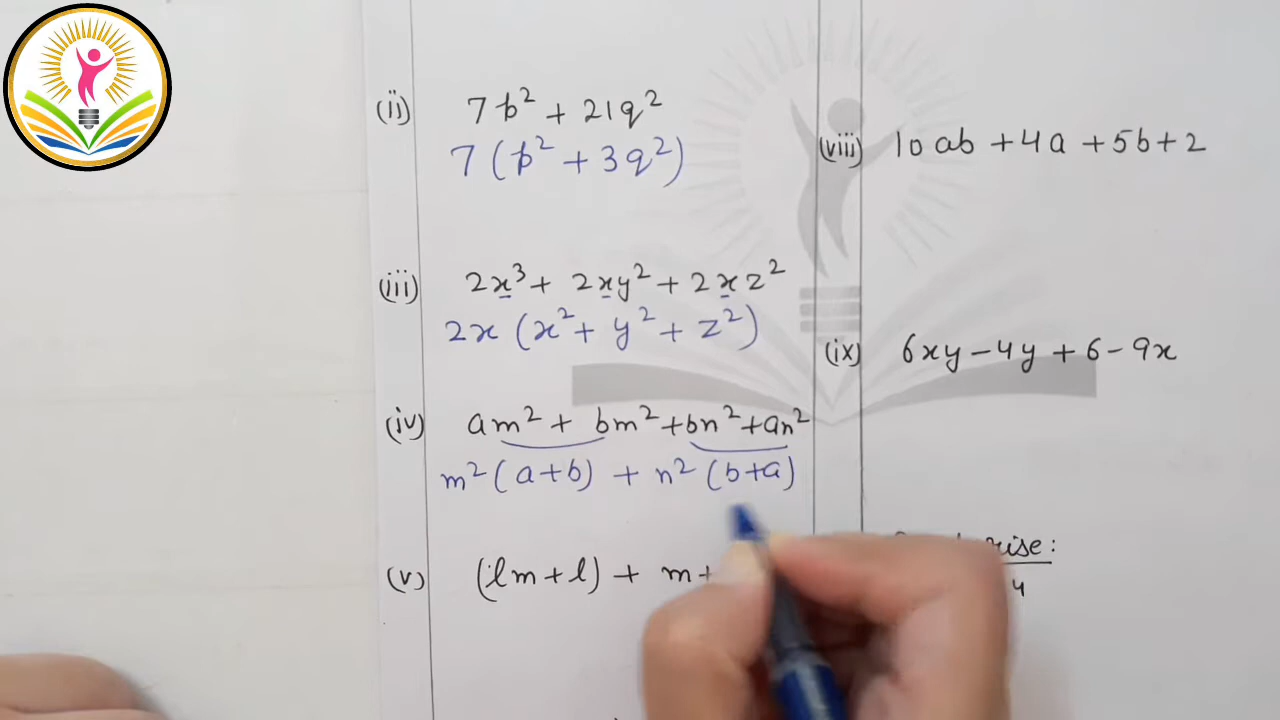 (ii) 7p² + 21q²
7 (p² + 3q²)
(iii) 2x³ + 2xy² + 2xz²
2x (x² + y² + z²)
(iv) am² + bm² + bn² + an²
m² (a+b) + n² (b+a)
(v) (lm + l) + m +
(viii) 10ab + 4a + 5b + 2
(ix) 6xy - 4y + 6 - 9x